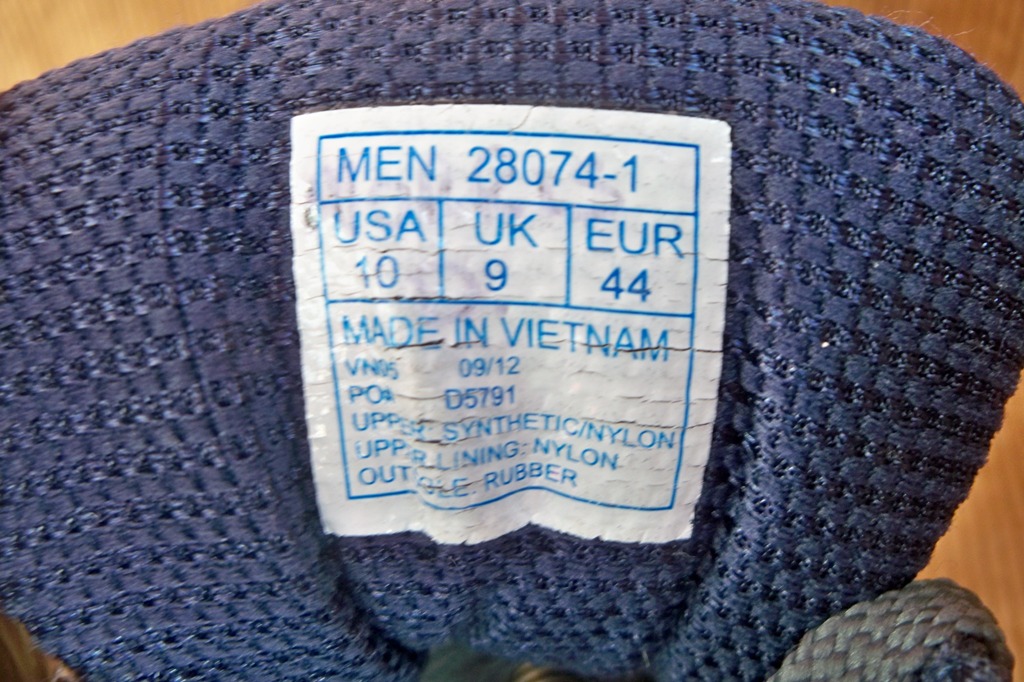 MEN 28074-1
USA UK EUR
10 9 44
MADE IN VIETNAM
VN05 09/12
PO# D5791
UPPER: SYNTHETIC/NYLON
UPPER LINING: NYLON
OUTSOLE: RUBBER